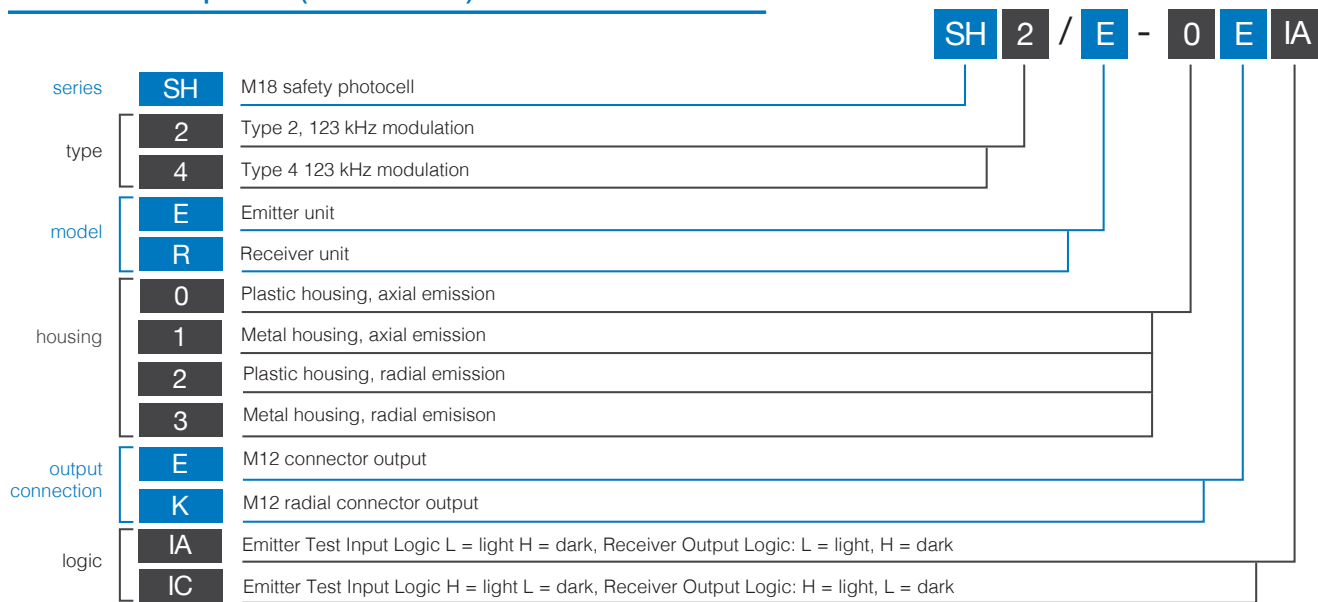 SH 2 / E - 0 E IA
series SH M18 safety photocell
type
2 Type 2, 123 kHz modulation
4 Type 4 123 kHz modulation
model
E Emitter unit
R Receiver unit
housing
0 Plastic housing, axial emission
1 Metal housing, axial emission
2 Plastic housing, radial emission
3 Metal housing, radial emisison
output
connection
E M12 connector output
K M12 radial connector output
logic
IA Emitter Test Input Logic L = light H = dark, Receiver Output Logic: L = light, H = dark
IC Emitter Test Input Logic H = light L = dark, Receiver Output Logic: H = light, L = dark